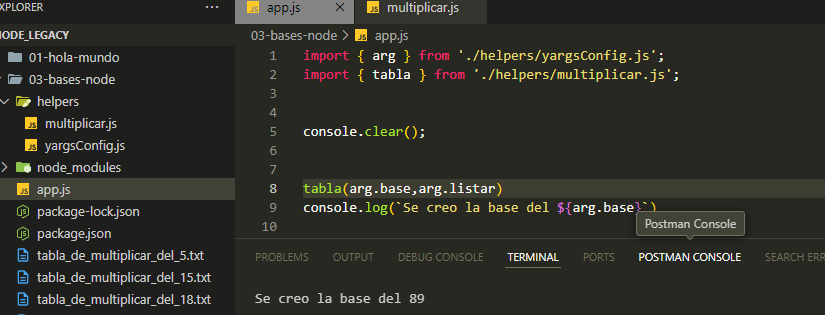 EXPLORER
app.js
multiplicar.js
NODE_LEGACY
01-hola-mundo
03-bases-node
helpers
multiplicar.js
yargsConfig.js
node_modules
app.js
package-lock.json
package.json
tabla_de_multiplicar_del_5.txt
tabla_de_multiplicar_del_15.txt
tabla_de_multiplicar_del_18.txt
03-bases-node > app.js
1 import { arg } from './helpers/yargsConfig.js';
2 import { tabla } from './helpers/multiplicar.js';
3
4
5 console.clear();
6
7
8 tabla(arg.base,arg.listar)
9 console.log(`Se creo la base del ${arg.base}`)
10
Postman Console
PROBLEMS OUTPUT DEBUG CONSOLE TERMINAL PORTS POSTMAN CONSOLE SEARCH ERR
Se creo la base del 89